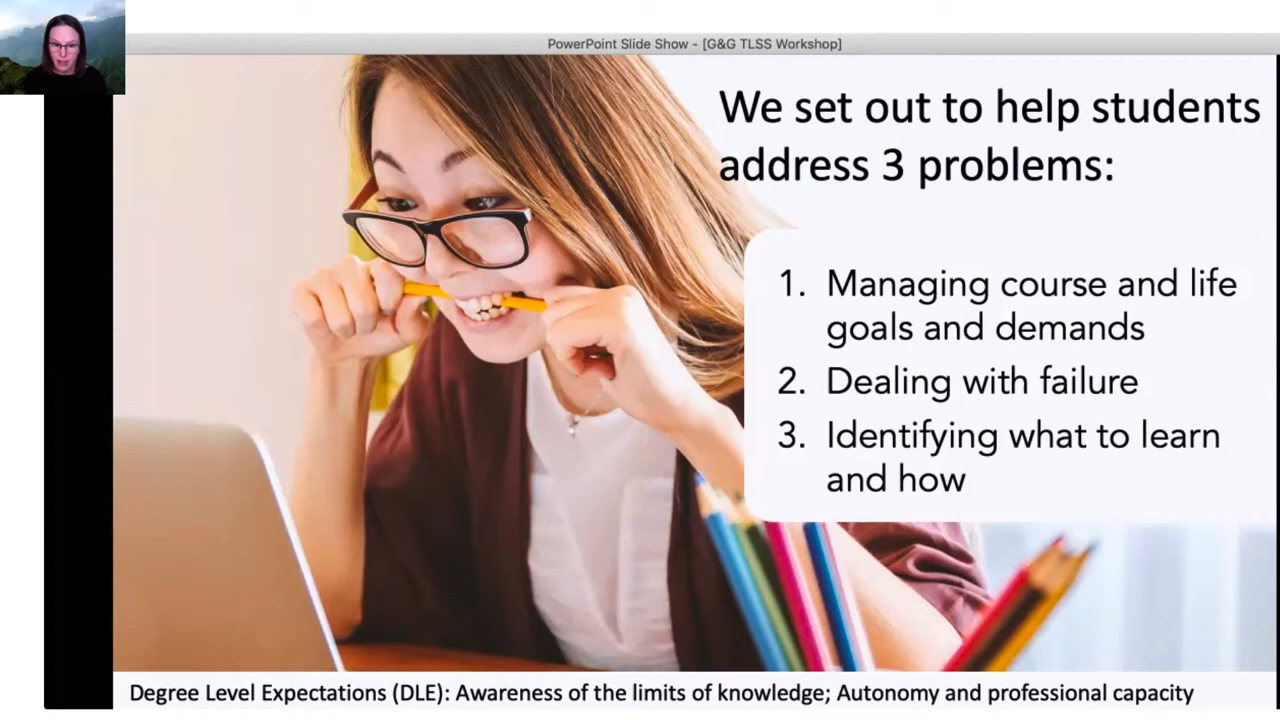 PowerPoint Slide Show - [G&G TLSS Workshop]
We set out to help students
address 3 problems:
1. Managing course and life
goals and demands
2. Dealing with failure
3. Identifying what to learn
and how
Degree Level Expectations (DLE): Awareness of the limits of knowledge; Autonomy and professional capacity